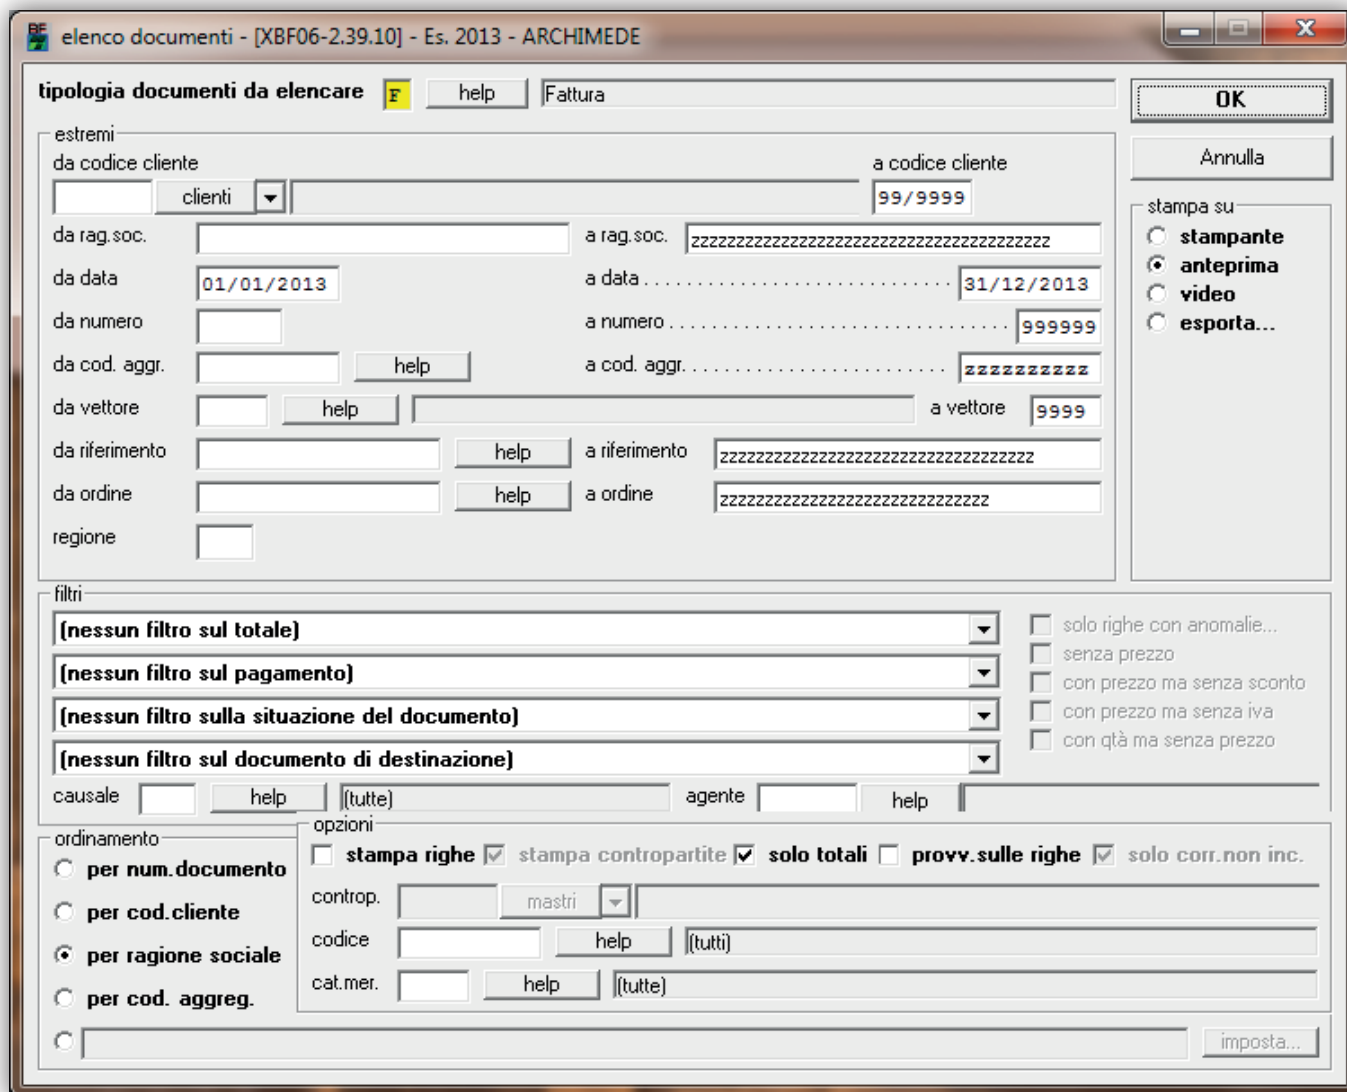 elenco documenti - [XBF06-2.39.10] - Es. 2013 - ARCHIMEDE
tipologia documenti da elencare F help Fattura
OK
Annulla
estremi
da codice cliente a codice cliente
clienti 99/9999
da rag.soc. a rag.soc. zzzzzzzzzzzzzzzzzzzzzzzzzzzzzzzzzzzzzzzz
da data 01/01/2013 a data 31/12/2013
da numero a numero 999999
da cod. aggr. help a cod. aggr. zzzzzzzzzz
da vettore help a vettore 9999
da riferimento help a riferimento zzzzzzzzzzzzzzzzzzzzzzzzzzzzzzzzzzz
da ordine help a ordine zzzzzzzzzzzzzzzzzzzzzzzzzzzzzz
regione
stampa su
stampante
anteprima
video
esporta...
filtri
(nessun filtro sul totale)
(nessun filtro sul pagamento)
(nessun filtro sulla situazione del documento)
(nessun filtro sul documento di destinazione)
solo righe con anomalie...
senza prezzo
con prezzo ma senza sconto
con prezzo ma senza iva
con qtà ma senza prezzo
causale help (tutte) agente help
ordinamento
per num.documento
per cod.cliente
per ragione sociale
per cod. aggreg.
opzioni
stampa righe stampa contropartite solo totali provv.sulle righe solo corr.non inc.
controp. mastri
codice help (tutti)
cat.mer. help (tutte)
imposta...